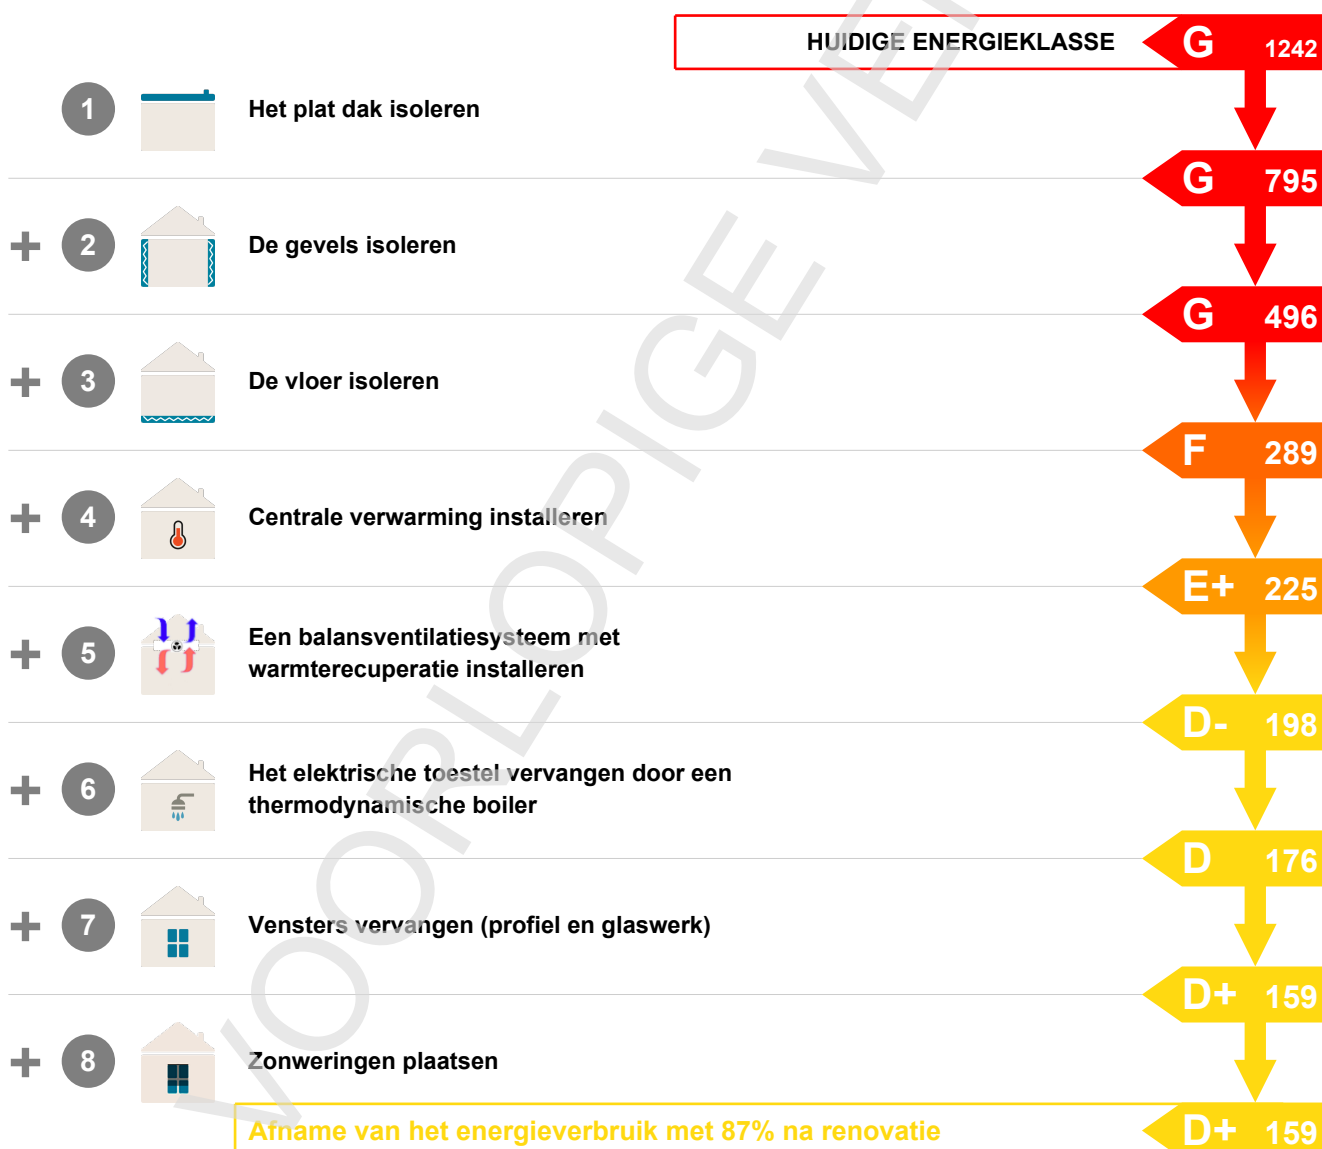 HUIDIGE ENERGIEKLASSE G 1242
1 Het plat dak isoleren
G 795
+ 2 De gevels isoleren
G 496
+ 3 De vloer isoleren
F 289
+ 4 Centrale verwarming installeren
E+ 225
+ 5 Een balansventilatiesysteem met
warmterecuperatie installeren
D- 198
+ 6 Het elektrische toestel vervangen door een
thermodynamische boiler
D 176
+ 7 Vensters vervangen (profiel en glaswerk)
D+ 159
+ 8 Zonweringen plaatsen
Afname van het energieverbruik met 87% na renovatie D+ 159
VOORLOPIGE